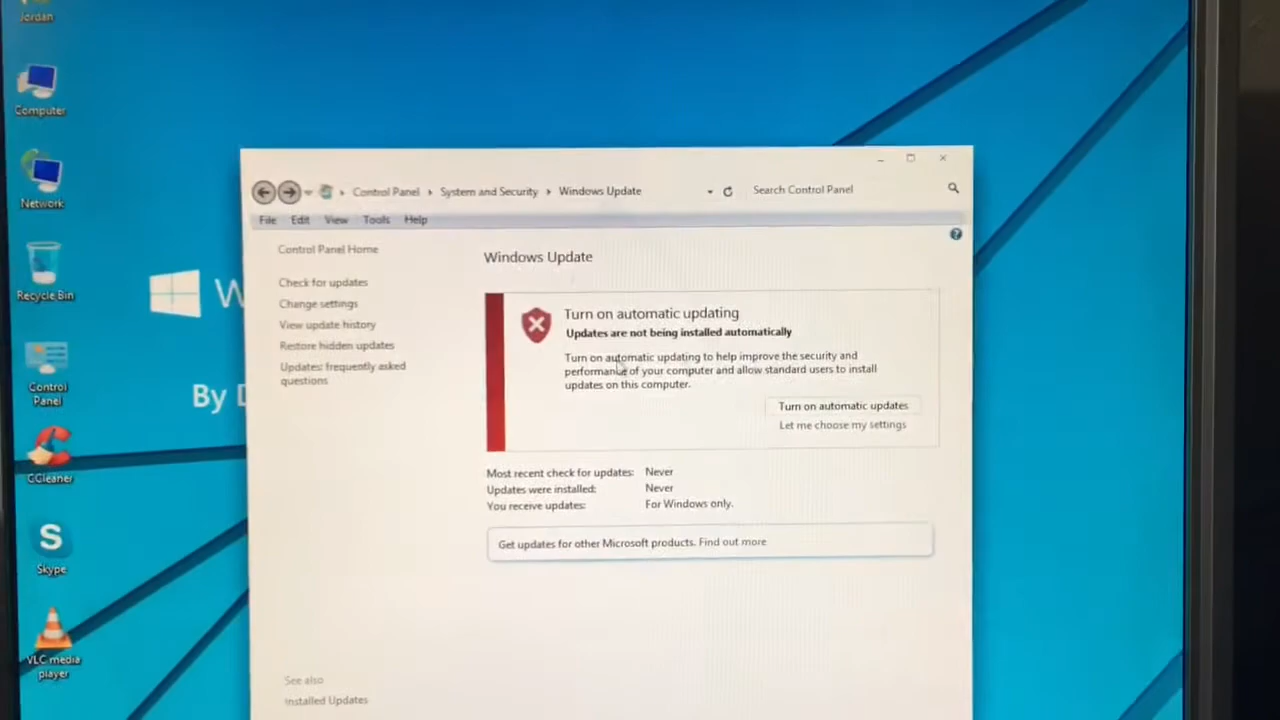 Jordan
Computer
Network
Recycle Bin
Control
Panel
CCleaner
Skype
VLC media
player
W
By D
Control Panel
System and Security
Windows Update
Search Control Panel
File Edit View Tools Help
Control Panel Home
Check for updates
Change settings
View update history
Restore hidden updates
Updates: frequently asked
questions
See also
Installed Updates
Windows Update
Turn on automatic updating
Updates are not being installed automatically
Turn on automatic updating to help improve the security and
performance of your computer and allow standard users to install
updates on this computer.
Turn on automatic updates
Let me choose my settings
Most recent check for updates: Never
Updates were installed: Never
You receive updates: For Windows only.
Get updates for other Microsoft products. Find out more